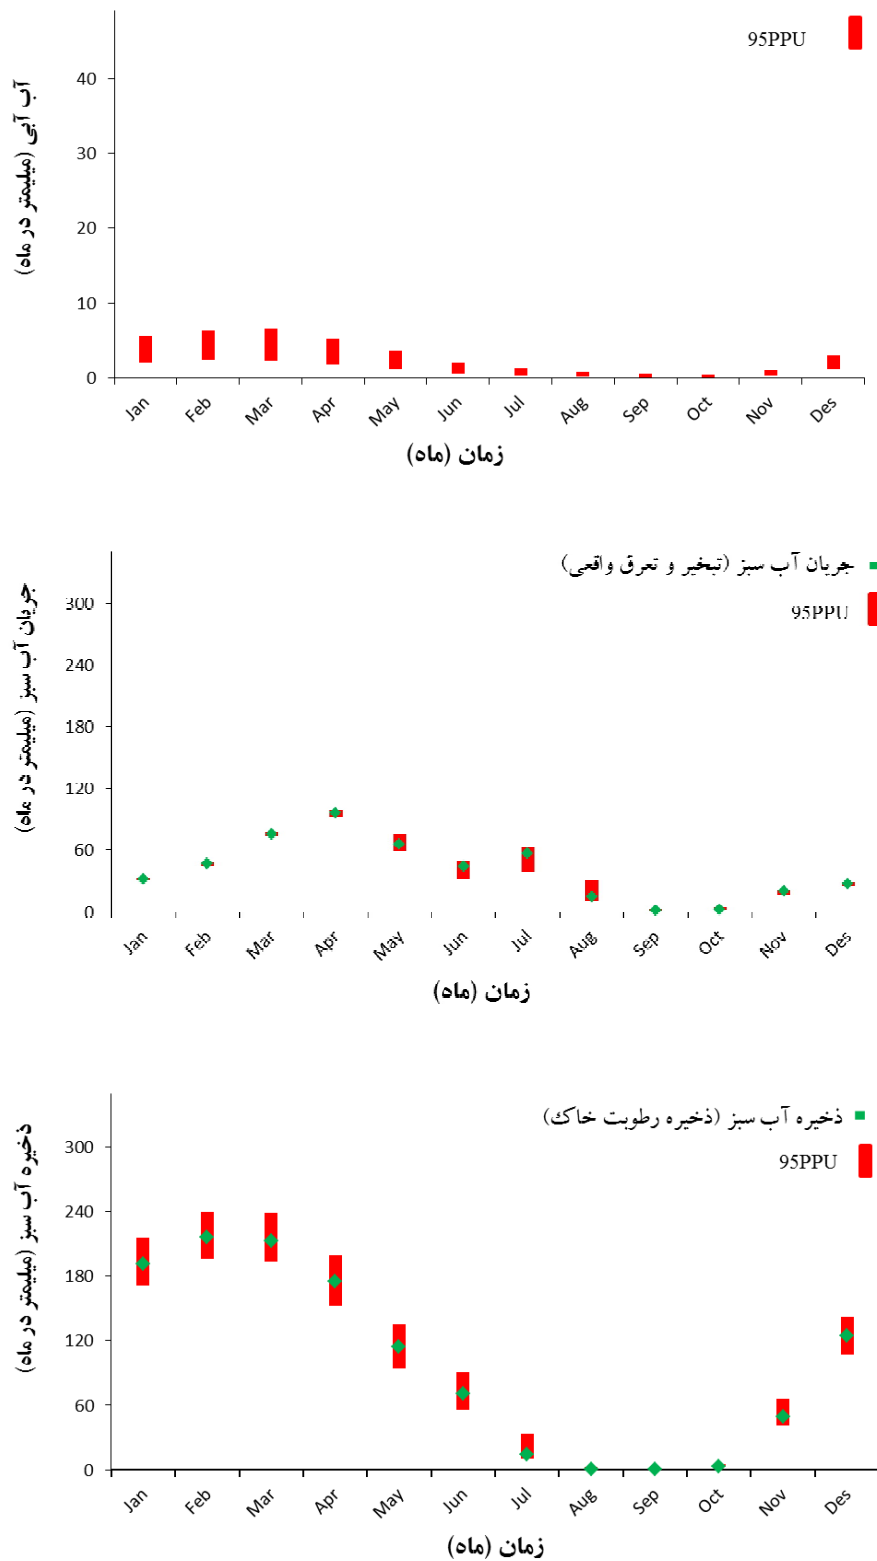 95PPU
آب آبی (میلیمتر در ماه)
40
30
20
10
0
Jan Feb Mar Apr May Jun Jul Aug Sep Oct Nov Des
زمان (ماه)
جریان آب سبز (تبخیر و تعرق واقعی)
95PPU
جریان آب سبز (میلیمتر در ماه)
300
240
180
120
60
0
Jan Feb Mar Apr May Jun Jul Aug Sep Oct Nov Des
زمان (ماه)
ذخیره آب سبز (ذخیره رطوبت خاک)
95PPU
ذخیره آب سبز (میلیمتر در ماه)
300
240
180
120
60
0
Jan Feb Mar Apr May Jun Jul Aug Sep Oct Nov Des
زمان (ماه)